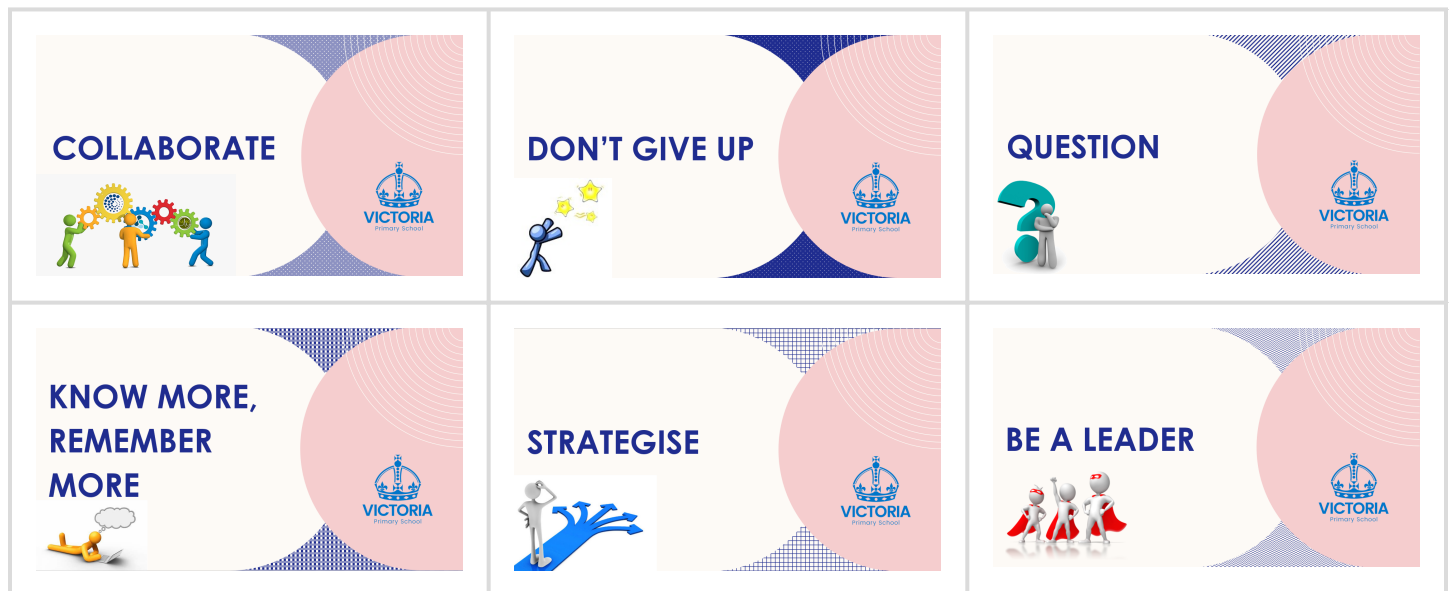 COLLABORATE
VICTORIA
Primary School
DON'T GIVE UP
VICTORIA
Primary School
QUESTION
VICTORIA
Primary School
KNOW MORE,
REMEMBER
MORE
VICTORIA
Primary School
STRATEGISE
VICTORIA
Primary School
BE A LEADER
VICTORIA
Primary School